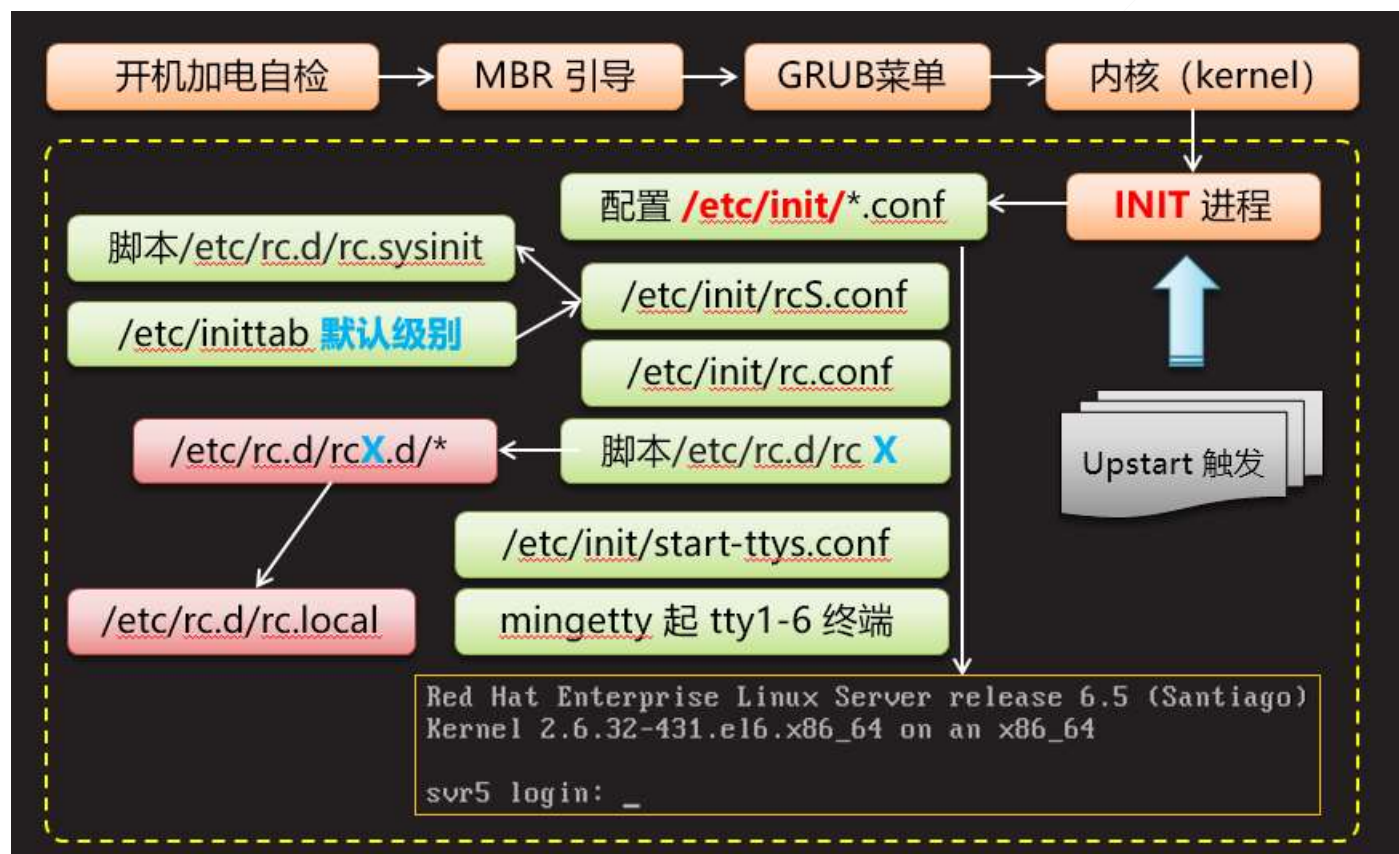 开机加电自检
MBR 引导
GRUB菜单
内核（kernel）
INIT 进程
配置 /etc/init/*.conf
脚本/etc/rc.d/rc.sysinit
/etc/init/rcS.conf
/etc/inittab 默认级别
/etc/init/rc.conf
/etc/rc.d/rcX.d/*
脚本/etc/rc.d/rc X
Upstart 触发
/etc/init/start-ttys.conf
/etc/rc.d/rc.local
mingetty 起 tty1-6 终端
Red Hat Enterprise Linux Server release 6.5 (Santiago)
Kernel 2.6.32-431.el6.x86_64 on an x86_64
svr5 login: _